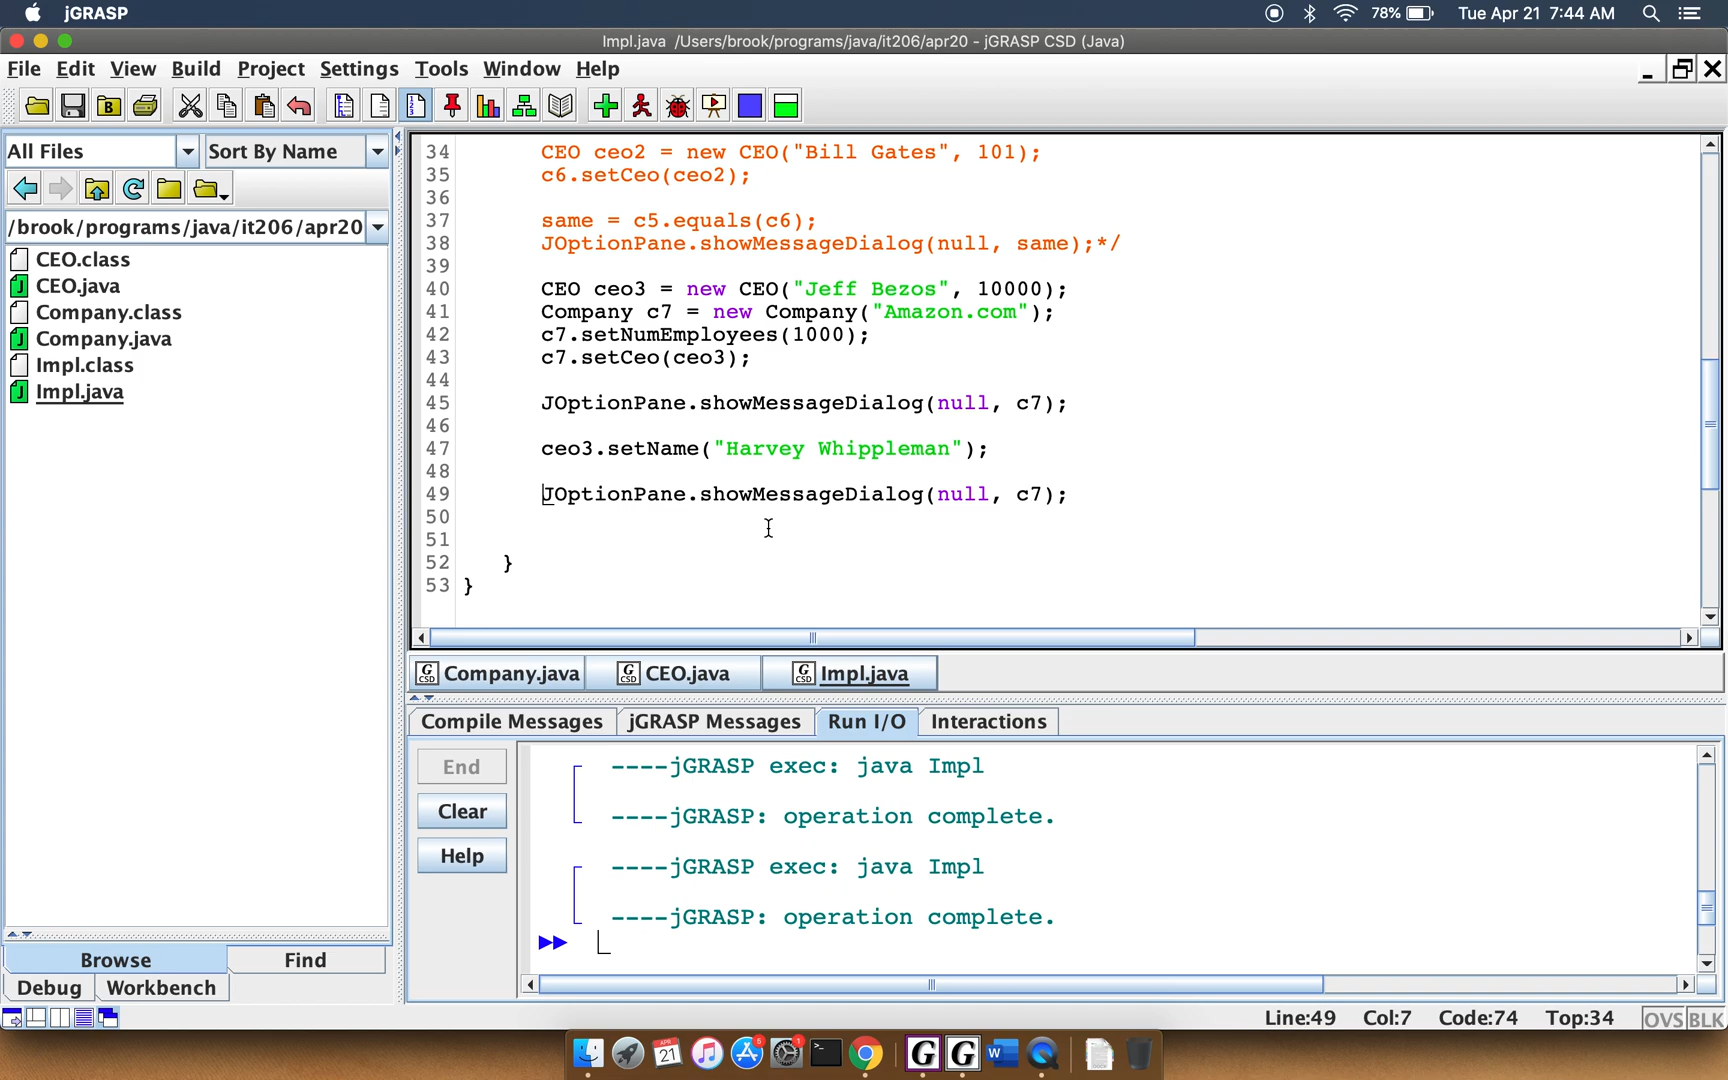 jGRASP
78%
Tue Apr 21 7:44 AM
Impl.java /Users/brook/programs/java/it206/apr20 - jGRASP CSD (Java)
File Edit View Build Project Settings Tools Window Help
All Files
Sort By Name
/brook/programs/java/it206/apr20
CEO.class
CEO.java
Company.class
Company.java
Impl.class
Impl.java
34 CEO ceo2 = new CEO("Bill Gates", 101);
35 c6.setCeo(ceo2);
36
37 same = c5.equals(c6);
38 JOptionPane.showMessageDialog(null, same);*/
39
40 CEO ceo3 = new CEO("Jeff Bezos", 10000);
41 Company c7 = new Company("Amazon.com");
42 c7.setNumEmployees(1000);
43 c7.setCeo(ceo3);
44
45 JOptionPane.showMessageDialog(null, c7);
46
47 ceo3.setName("Harvey Whippleman");
48
49 JOptionPane.showMessageDialog(null, c7);
50
51
52 }
53 }
Company.java CEO.java Impl.java
Compile Messages jGRASP Messages Run I/O Interactions
End
Clear
Help
----jGRASP exec: java Impl
----jGRASP: operation complete.
----jGRASP exec: java Impl
----jGRASP: operation complete.
Browse Find
Debug Workbench
Line:49 Col:7 Code:74 Top:34 OVS BLK